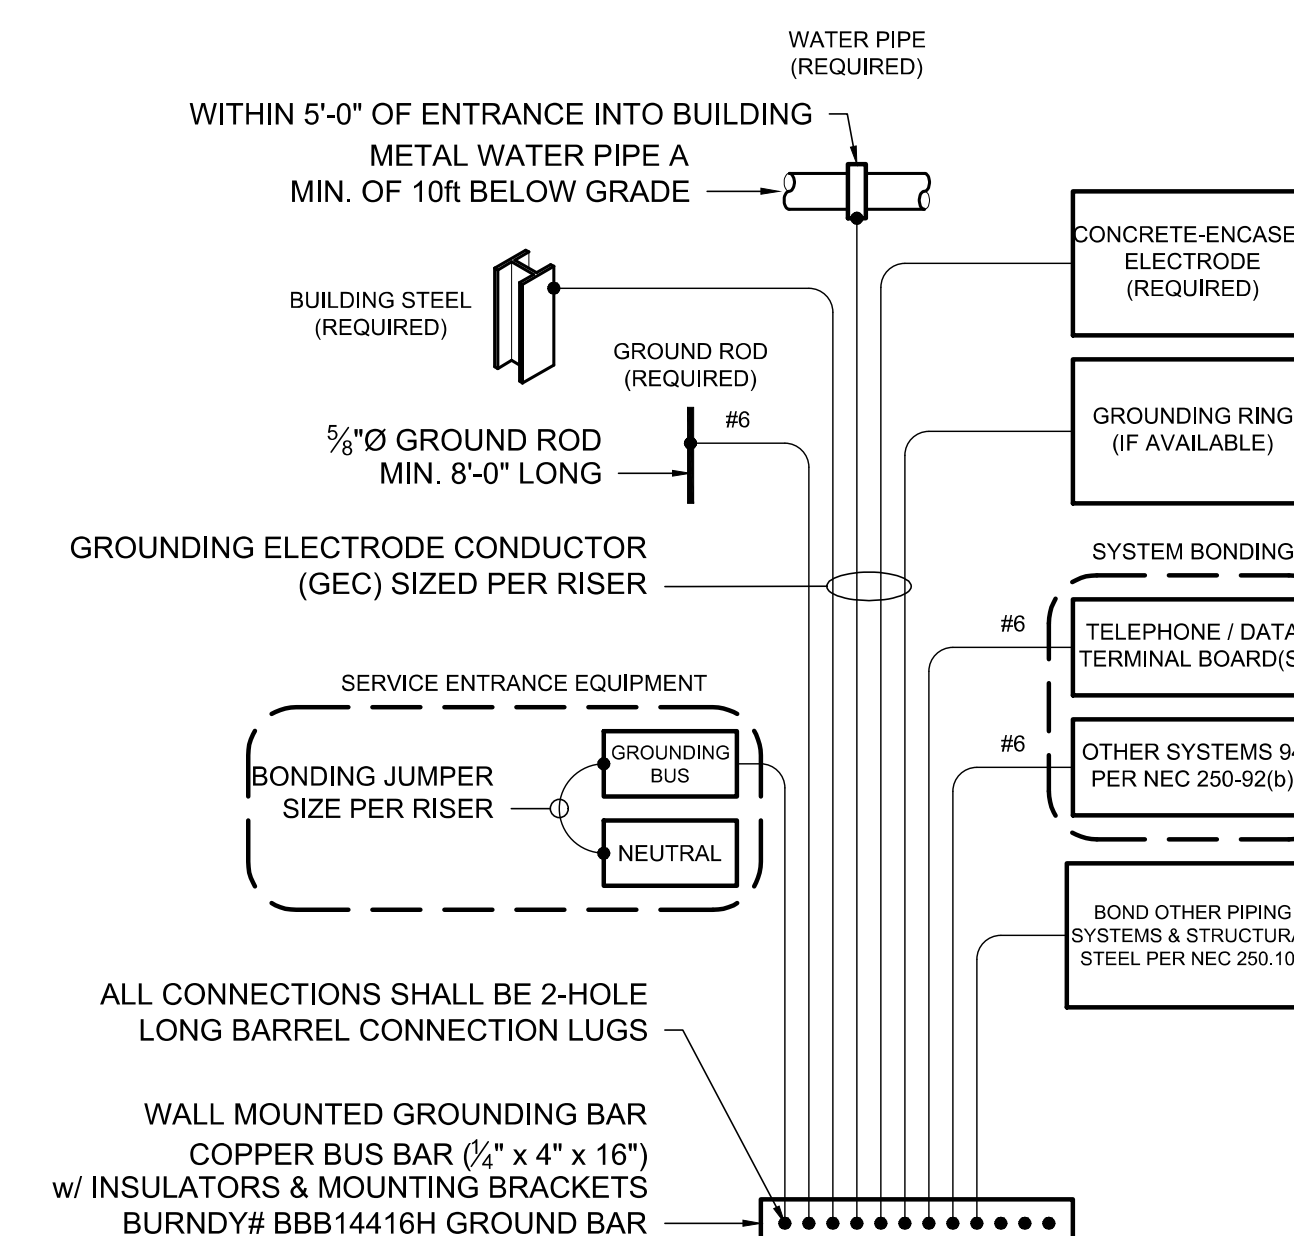 WATER PIPE
(REQUIRED)
WITHIN 5'-0" OF ENTRANCE INTO BUILDING
METAL WATER PIPE A
MIN. OF 10ft BELOW GRADE
CONCRETE-ENCASE
ELECTRODE
(REQUIRED)
BUILDING STEEL
(REQUIRED)
GROUND ROD
(REQUIRED)
#6
⅝"Ø GROUND ROD
MIN. 8'-0" LONG
GROUNDING RING
(IF AVAILABLE)
GROUNDING ELECTRODE CONDUCTOR
(GEC) SIZED PER RISER
SYSTEM BONDING
#6
TELEPHONE / DATA
TERMINAL BOARD(S
SERVICE ENTRANCE EQUIPMENT
GROUNDING
BUS
BONDING JUMPER
SIZE PER RISER
NEUTRAL
#6
OTHER SYSTEMS 94
PER NEC 250-92(b)
BOND OTHER PIPING
SYSTEMS & STRUCTURA
STEEL PER NEC 250.10
ALL CONNECTIONS SHALL BE 2-HOLE
LONG BARREL CONNECTION LUGS
WALL MOUNTED GROUNDING BAR
COPPER BUS BAR (¼" x 4" x 16")
w/ INSULATORS & MOUNTING BRACKETS
BURNDY# BBB14416H GROUND BAR